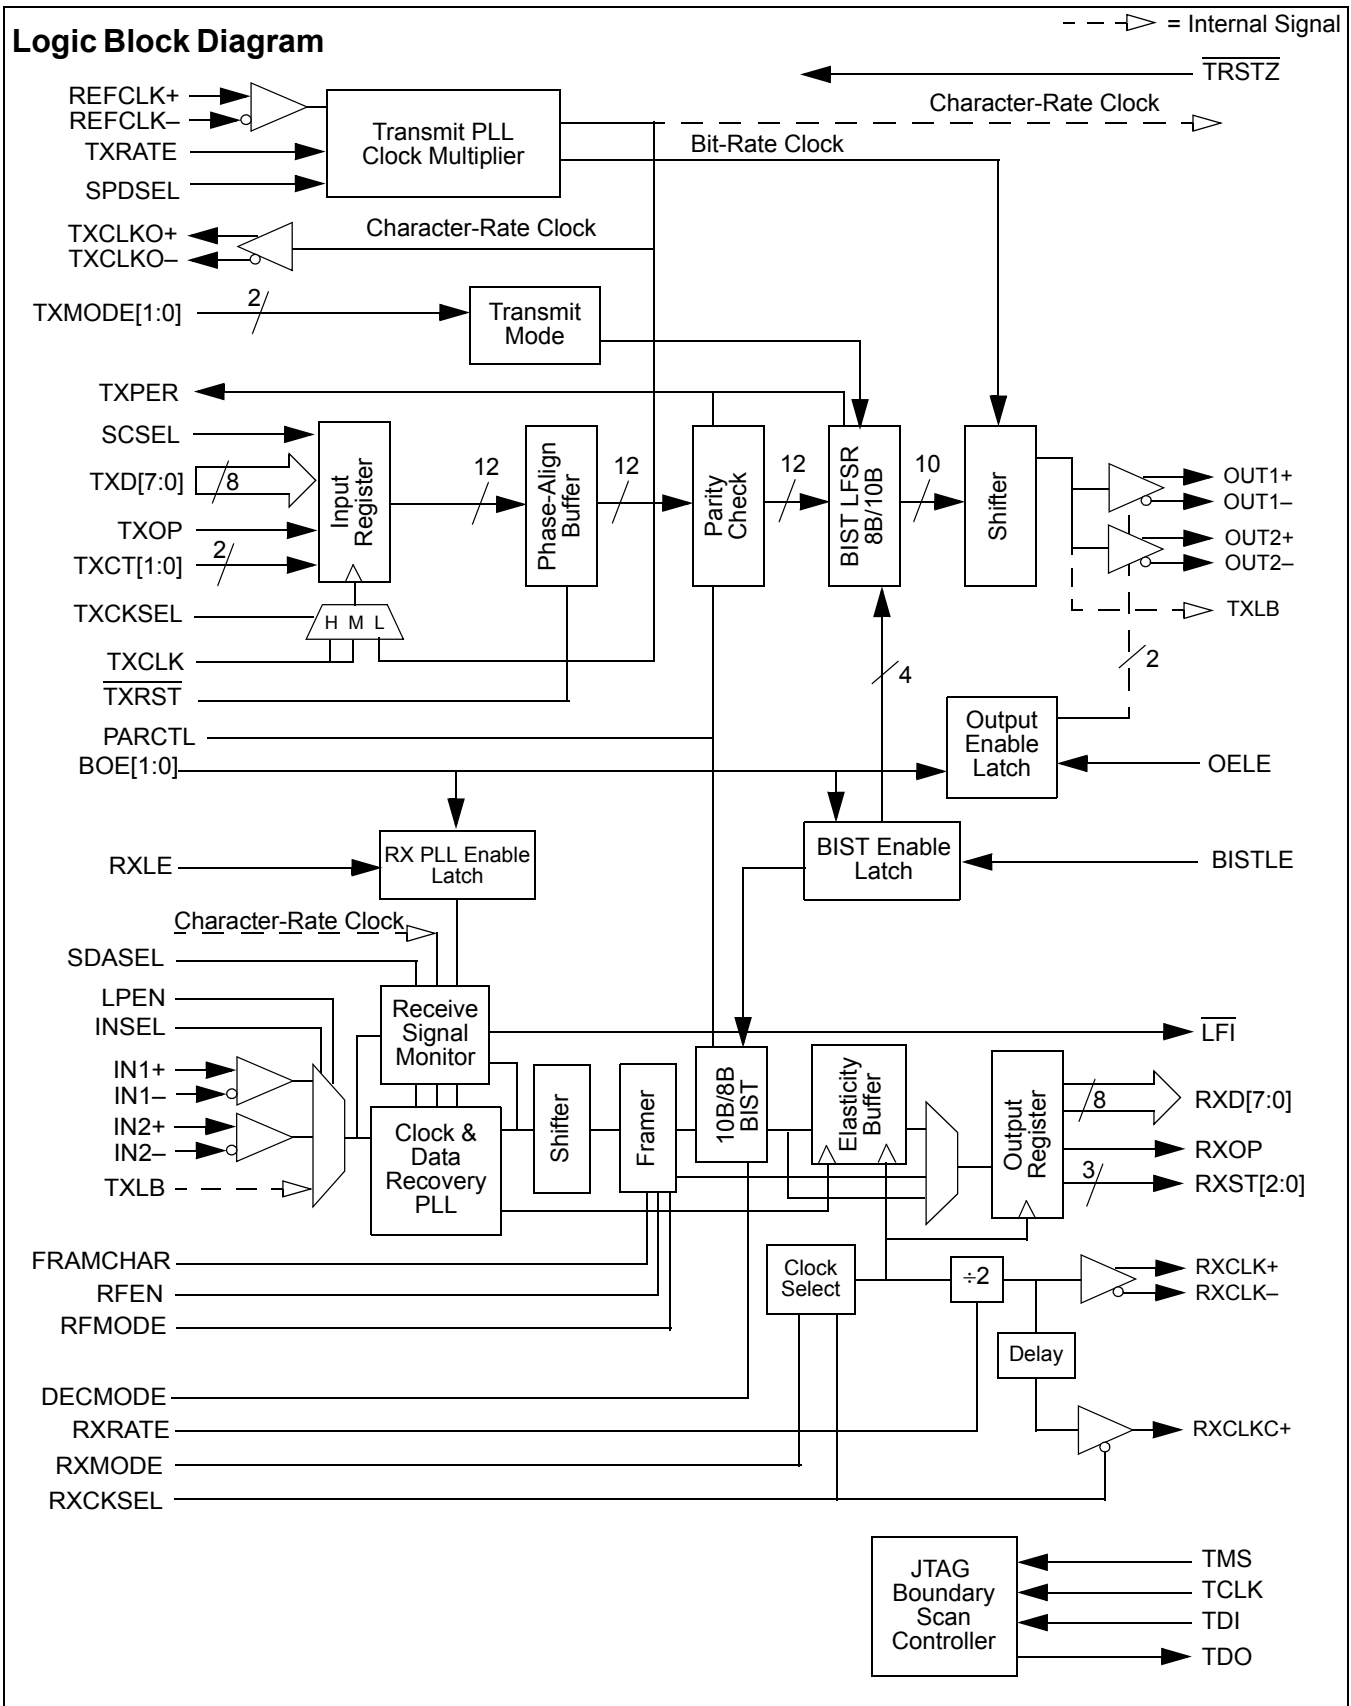 Logic Block Diagram
= Internal Signal
TRSTZ
REFCLK+
REFCLK–
TXRATE
SPDSEL
Transmit PLL
Clock Multiplier
Character-Rate Clock
Bit-Rate Clock
TXCLKO+
TXCLKO–
Character-Rate Clock
TXMODE[1:0]
2
Transmit
Mode
TXPER
SCSEL
TXD[7:0]
8
TXOP
TXCT[1:0]
2
Input
Register
12
Phase-Align
Buffer
12
Parity
Check
12
BIST LFSR
8B/10B
10
Shifter
OUT1+
OUT1–
OUT2+
OUT2–
TXLB
TXCKSEL
H M L
TXCLK
TXRST
4
2
PARCTL
BOE[1:0]
Output
Enable
Latch
OELE
RXLE
RX PLL Enable
Latch
BIST Enable
Latch
BISTLE
Character-Rate Clock
SDASEL
LPEN
INSEL
Receive
Signal
Monitor
LFI
IN1+
IN1–
IN2+
IN2–
TXLB
Clock &
Data
Recovery
PLL
Shifter
Framer
10B/8B
BIST
Elasticity
Buffer
Output
Register
8
RXD[7:0]
RXOP
3
RXST[2:0]
FRAMCHAR
RFEN
RFMODE
Clock
Select
÷2
RXCLK+
RXCLK–
Delay
DECMODE
RXRATE
RXCLKC+
RXMODE
RXCKSEL
JTAG
Boundary
Scan
Controller
TMS
TCLK
TDI
TDO